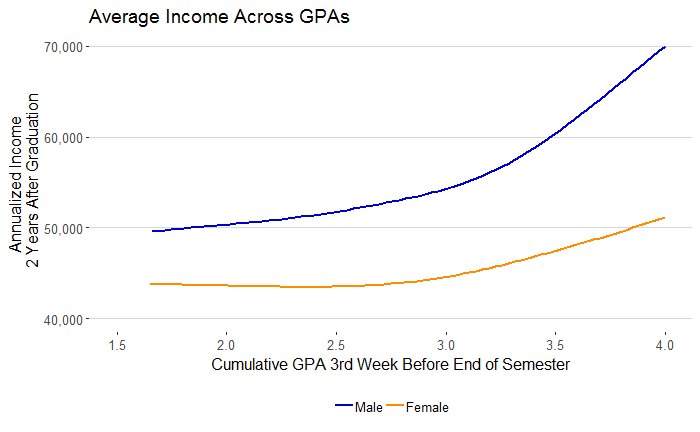 Average Income Across GPAs
Annualized Income
2 Years After Graduation
70,000
60,000
50,000
40,000
1.5 2.0 2.5 3.0 3.5 4.0
Cumulative GPA 3rd Week Before End of Semester
Male Female